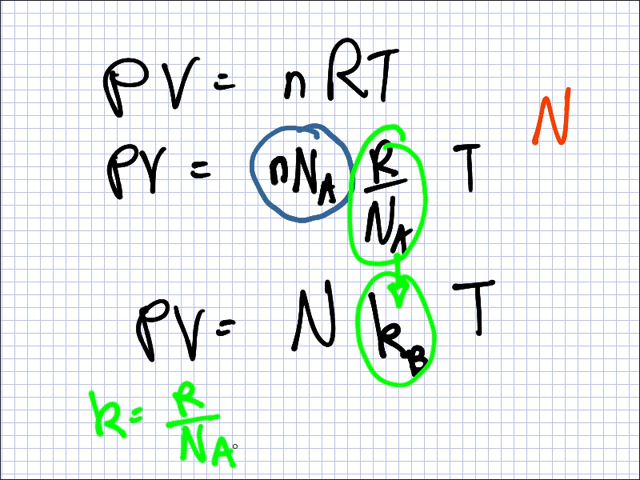 PV = nRT
N
PV = nN_A R/N_A T
PV = N k_B T
k = R/N_A